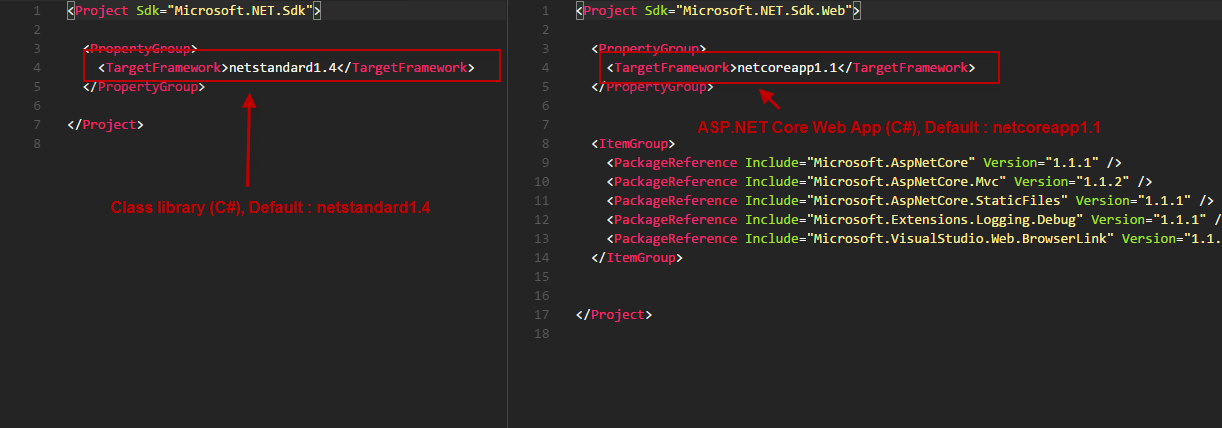 1 <Project Sdk="Microsoft.NET.Sdk">
2
3 <PropertyGroup>
4 <TargetFramework>netstandard1.4</TargetFramework>
5 </PropertyGroup>
6
7 </Project>
8
Class library (C#), Default : netstandard1.4
1 <Project Sdk="Microsoft.NET.Sdk.Web">
2
3 <PropertyGroup>
4 <TargetFramework>netcoreapp1.1</TargetFramework>
5 </PropertyGroup>
6
7
ASP.NET Core Web App (C#), Default : netcoreapp1.1
8 <ItemGroup>
9 <PackageReference Include="Microsoft.AspNetCore" Version="1.1.1" />
10 <PackageReference Include="Microsoft.AspNetCore.Mvc" Version="1.1.2" />
11 <PackageReference Include="Microsoft.AspNetCore.StaticFiles" Version="1.1.1" />
12 <PackageReference Include="Microsoft.Extensions.Logging.Debug" Version="1.1.1" /
13 <PackageReference Include="Microsoft.VisualStudio.Web.BrowserLink" Version="1.1.
14 </ItemGroup>
15
16
17 </Project>
18